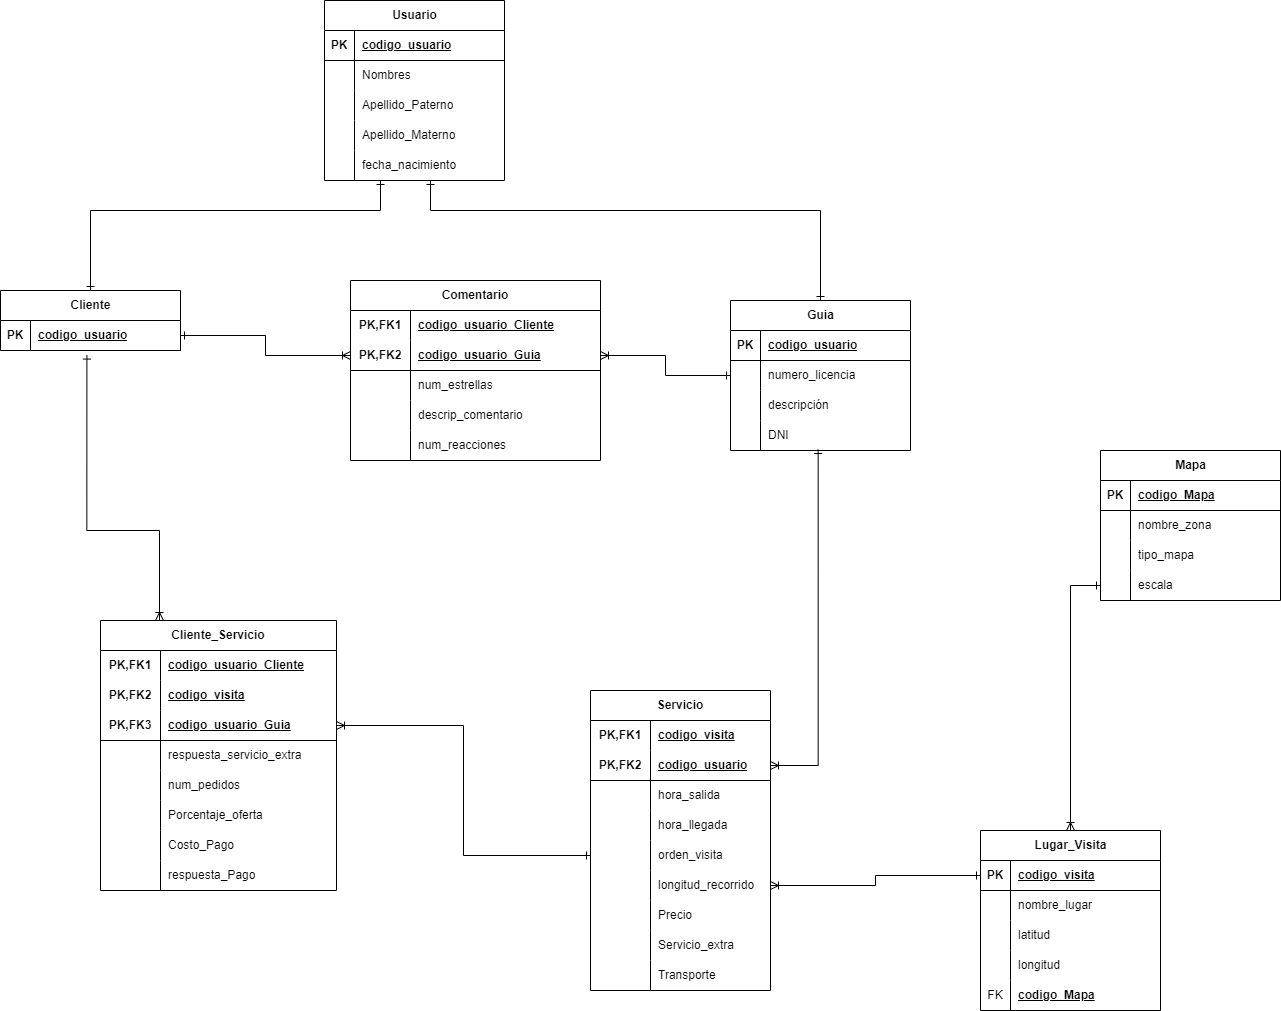 Usuario
PK codigo_usuario
Nombres
Apellido_Paterno
Apellido_Materno
fecha_nacimiento
Cliente
PK codigo_usuario
Comentario
PK,FK1 codigo_usuario_Cliente
PK,FK2 codigo_usuario_Guia
num_estrellas
descrip_comentario
num_reacciones
Guia
PK codigo_usuario
numero_licencia
descripción
DNI
Mapa
PK codigo_Mapa
nombre_zona
tipo_mapa
escala
Cliente_Servicio
PK,FK1 codigo_usuario_Cliente
PK,FK2 codigo_visita
PK,FK3 codigo_usuario_Guia
respuesta_servicio_extra
num_pedidos
Porcentaje_oferta
Costo_Pago
respuesta_Pago
Servicio
PK,FK1 codigo_visita
PK,FK2 codigo_usuario
hora_salida
hora_llegada
orden_visita
longitud_recorrido
Precio
Servicio_extra
Transporte
Lugar_Visita
PK codigo_visita
nombre_lugar
latitud
longitud
FK codigo_Mapa